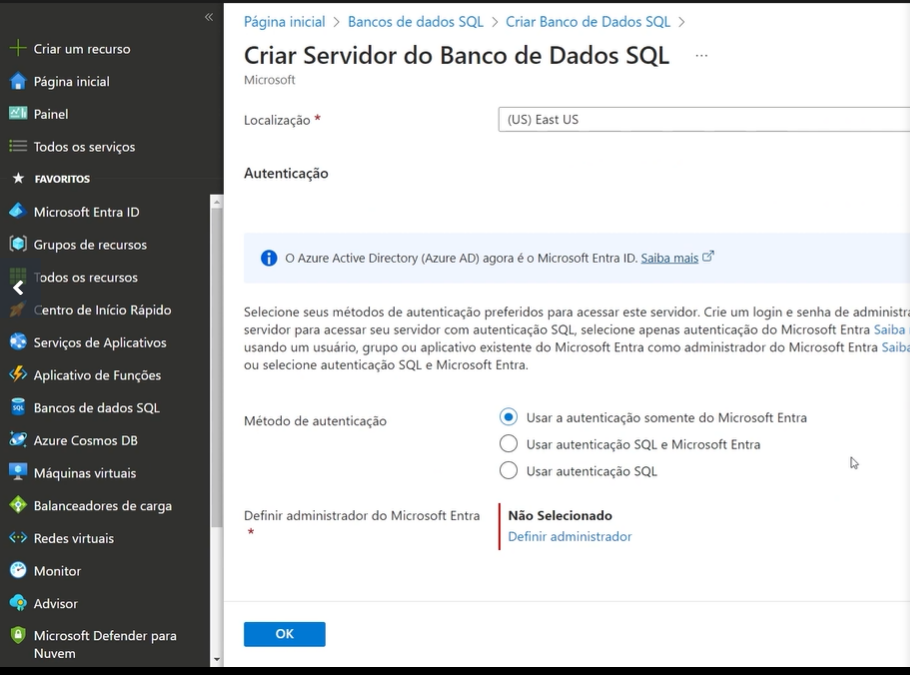 «
Criar um recurso
Página inicial
Painel
Todos os serviços
FAVORITOS
Microsoft Entra ID
Grupos de recursos
Todos os recursos
Centro de Início Rápido
Serviços de Aplicativos
Aplicativo de Funções
Bancos de dados SQL
Azure Cosmos DB
Máquinas virtuais
Balanceadores de carga
Redes virtuais
Monitor
Advisor
Microsoft Defender para
Nuvem
Página inicial > Bancos de dados SQL > Criar Banco de Dados SQL >
Criar Servidor do Banco de Dados SQL ...
Microsoft
Localização * (US) East US
Autenticação
O Azure Active Directory (Azure AD) agora é o Microsoft Entra ID. Saiba mais
Selecione seus métodos de autenticação preferidos para acessar este servidor. Crie um login e senha de administra
servidor para acessar seu servidor com autenticação SQL, selecione apenas autenticação do Microsoft Entra Saiba
usando um usuário, grupo ou aplicativo existente do Microsoft Entra como administrador do Microsoft Entra Saiba
ou selecione autenticação SQL e Microsoft Entra.
Método de autenticação
Usar a autenticação somente do Microsoft Entra
Usar autenticação SQL e Microsoft Entra
Usar autenticação SQL
Definir administrador do Microsoft Entra *
Não Selecionado
Definir administrador
OK